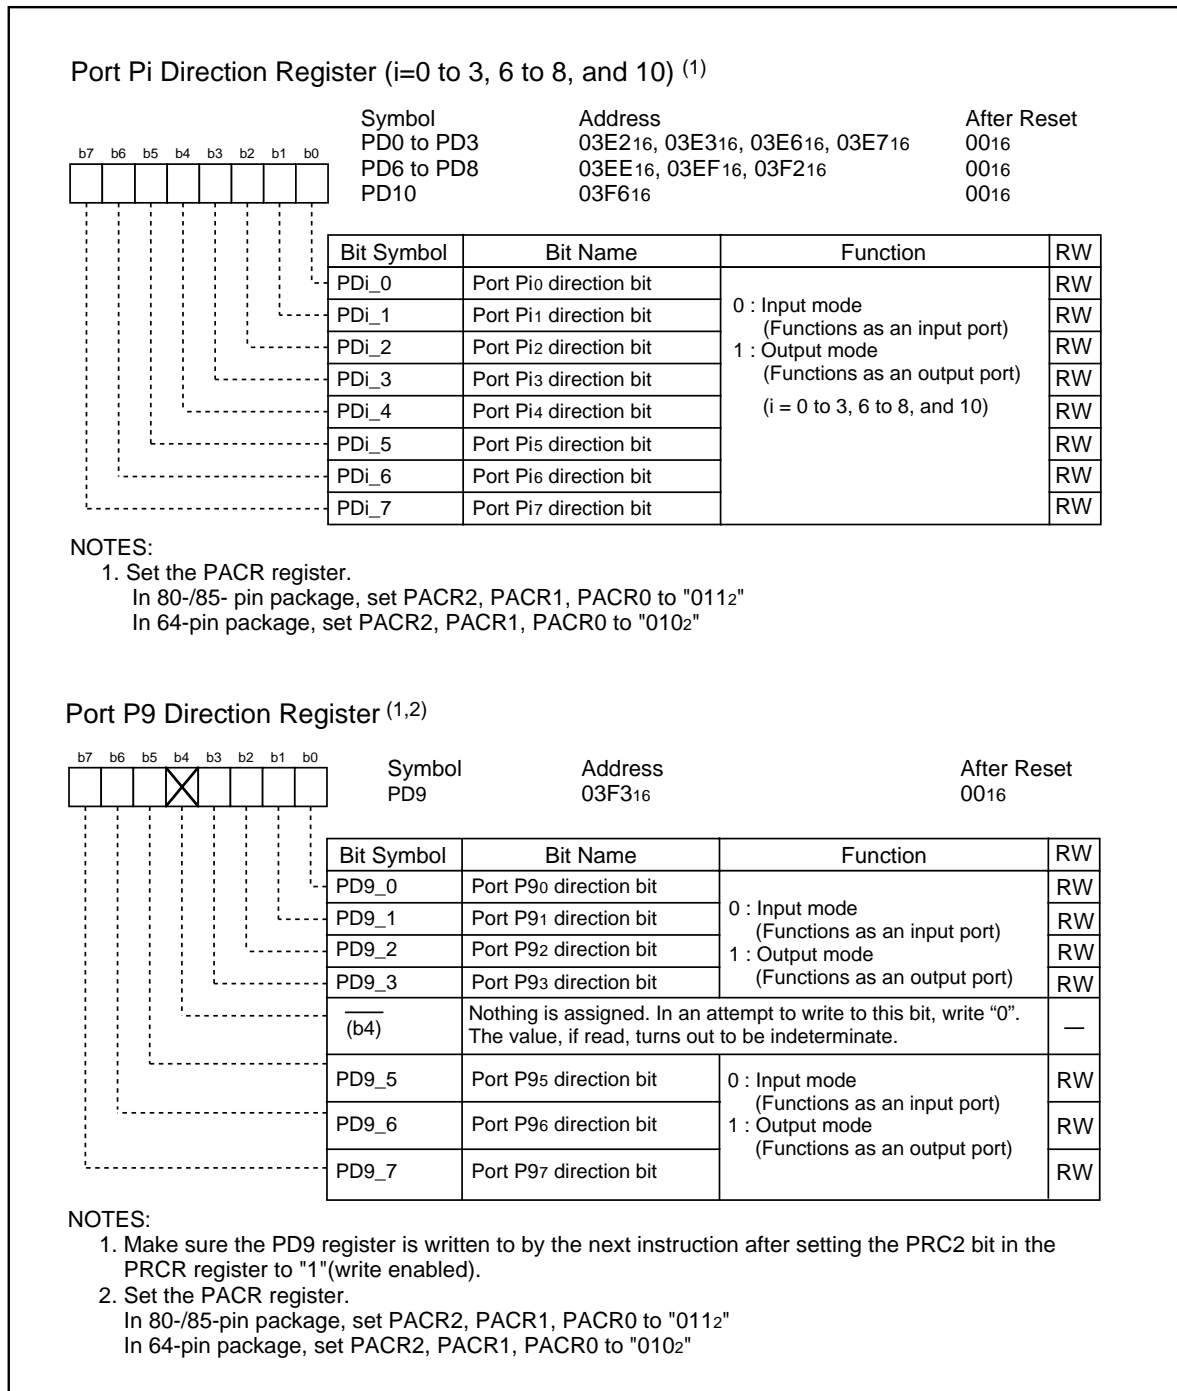 Port Pi Direction Register (i=0 to 3, 6 to 8, and 10) (1)
Symbol Address After Reset
PD0 to PD3 03E216, 03E316, 03E616, 03E716 0016
PD6 to PD8 03EE16, 03EF16, 03F216 0016
PD10 03F616 0016
b7 b6 b5 b4 b3 b2 b1 b0
Bit Symbol Bit Name Function RW
PDi_0 Port Pi0 direction bit RW
PDi_1 Port Pi1 direction bit RW
PDi_2 Port Pi2 direction bit RW
PDi_3 Port Pi3 direction bit RW
PDi_4 Port Pi4 direction bit RW
PDi_5 Port Pi5 direction bit RW
PDi_6 Port Pi6 direction bit RW
PDi_7 Port Pi7 direction bit RW
0 : Input mode
(Functions as an input port)
1 : Output mode
(Functions as an output port)
(i = 0 to 3, 6 to 8, and 10)
NOTES:
1. Set the PACR register.
In 80-/85- pin package, set PACR2, PACR1, PACR0 to "0112"
In 64-pin package, set PACR2, PACR1, PACR0 to "0102"
Port P9 Direction Register (1,2)
b7 b6 b5 b4 b3 b2 b1 b0
Symbol Address After Reset
PD9 03F316 0016
Bit Symbol Bit Name Function RW
PD9_0 Port P90 direction bit RW
PD9_1 Port P91 direction bit RW
PD9_2 Port P92 direction bit RW
PD9_3 Port P93 direction bit RW
0 : Input mode
(Functions as an input port)
1 : Output mode
(Functions as an output port)
(b4) Nothing is assigned. In an attempt to write to this bit, write “0”. —
The value, if read, turns out to be indeterminate.
PD9_5 Port P95 direction bit RW
PD9_6 Port P96 direction bit RW
PD9_7 Port P97 direction bit RW
0 : Input mode
(Functions as an input port)
1 : Output mode
(Functions as an output port)
NOTES:
1. Make sure the PD9 register is written to by the next instruction after setting the PRC2 bit in the
PRCR register to "1"(write enabled).
2. Set the PACR register.
In 80-/85-pin package, set PACR2, PACR1, PACR0 to "0112"
In 64-pin package, set PACR2, PACR1, PACR0 to "0102"